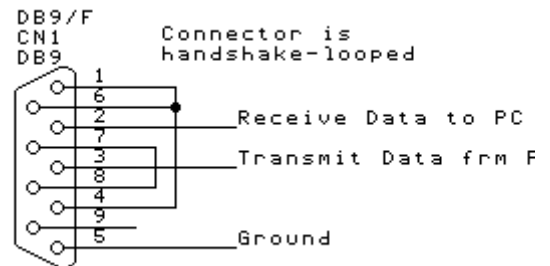 DB9/F
CN1
DB9
Connector is
handshake-looped
1
6
2
Receive Data to PC
7
3
Transmit Data frm P
8
4
9
5
Ground